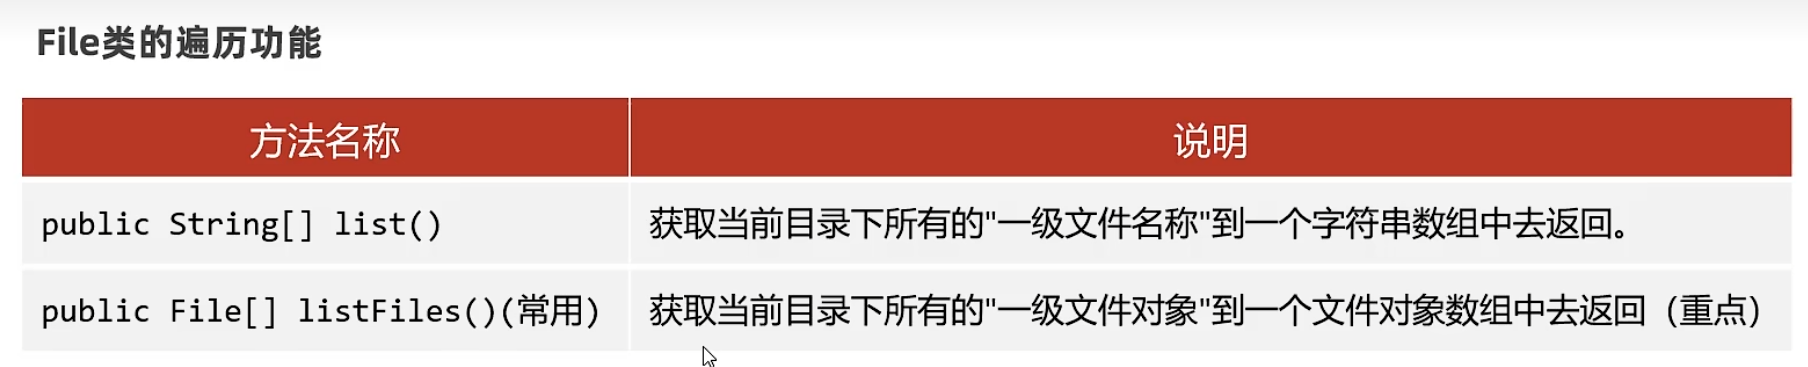 File类的遍历功能
方法名称 说明
public String[] list() 获取当前目录下所有的"一级文件名称"到一个字符串数组中去返回。
public File[] listFiles()(常用) 获取当前目录下所有的"一级文件对象"到一个文件对象数组中去返回（重点）